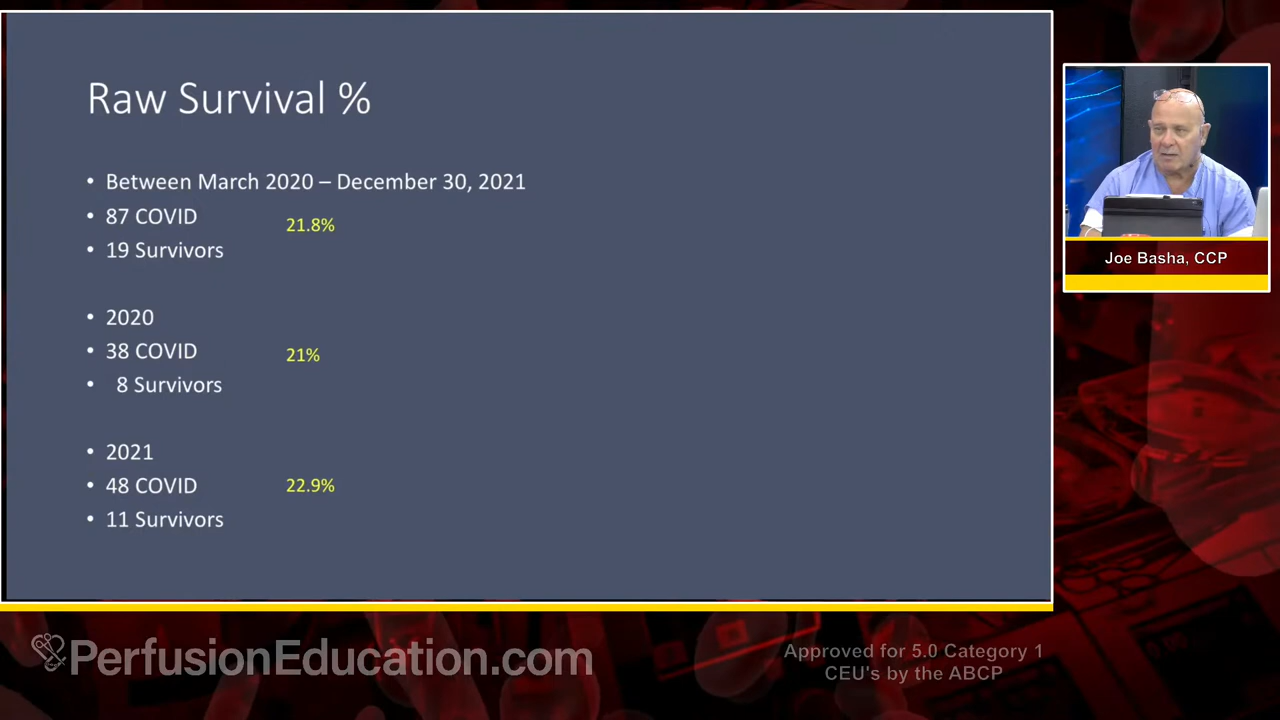 Raw Survival %
• Between March 2020 – December 30, 2021
• 87 COVID
21.8%
• 19 Survivors
• 2020
• 38 COVID
21%
• 8 Survivors
• 2021
• 48 COVID
22.9%
• 11 Survivors
Joe Basha, CCP
PerfusionEducation.com
Approved for 5.0 Category 1
CEU's by the ABCP